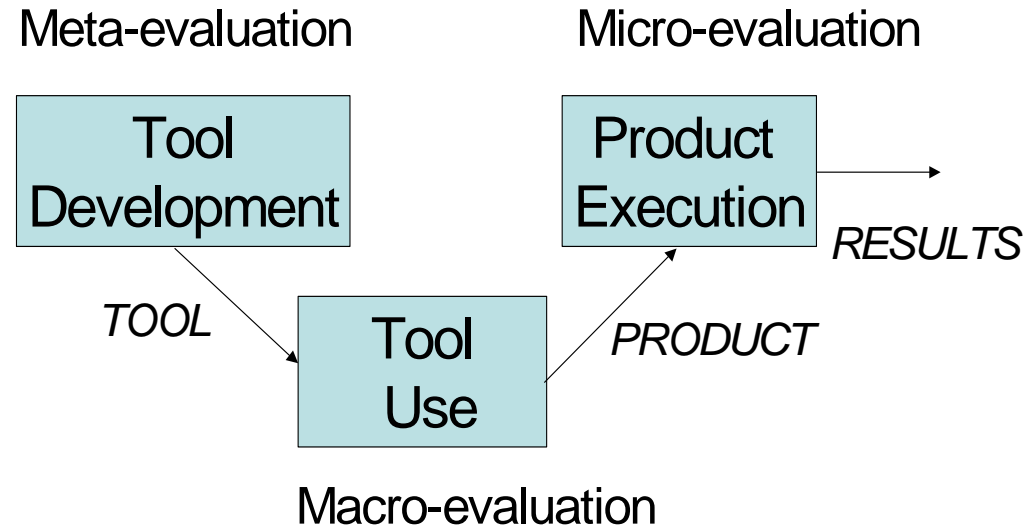 Meta-evaluation
Micro-evaluation
Tool
Development
Product
Execution
RESULTS
TOOL
PRODUCT
Tool
Use
Macro-evaluation